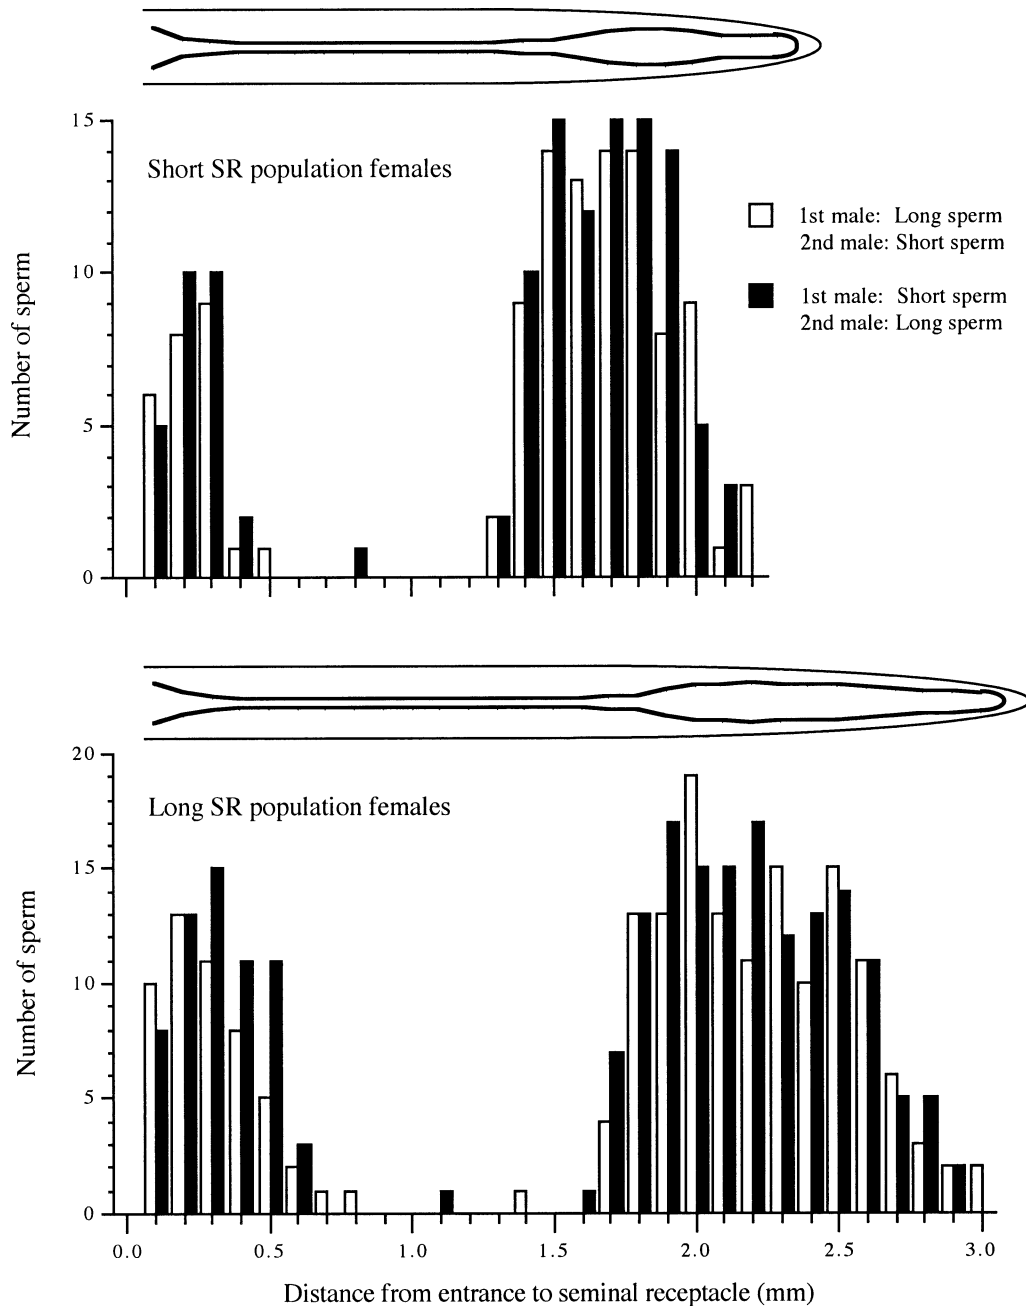 15
Short SR population females
1st male: Long sperm
2nd male: Short sperm
10
1st male: Short sperm
2nd male: Long sperm
Number of sperm
5
0
20
Long SR population females
15
Number of sperm
10
5
0
0.0 0.5 1.0 1.5 2.0 2.5 3.0
Distance from entrance to seminal receptacle (mm)